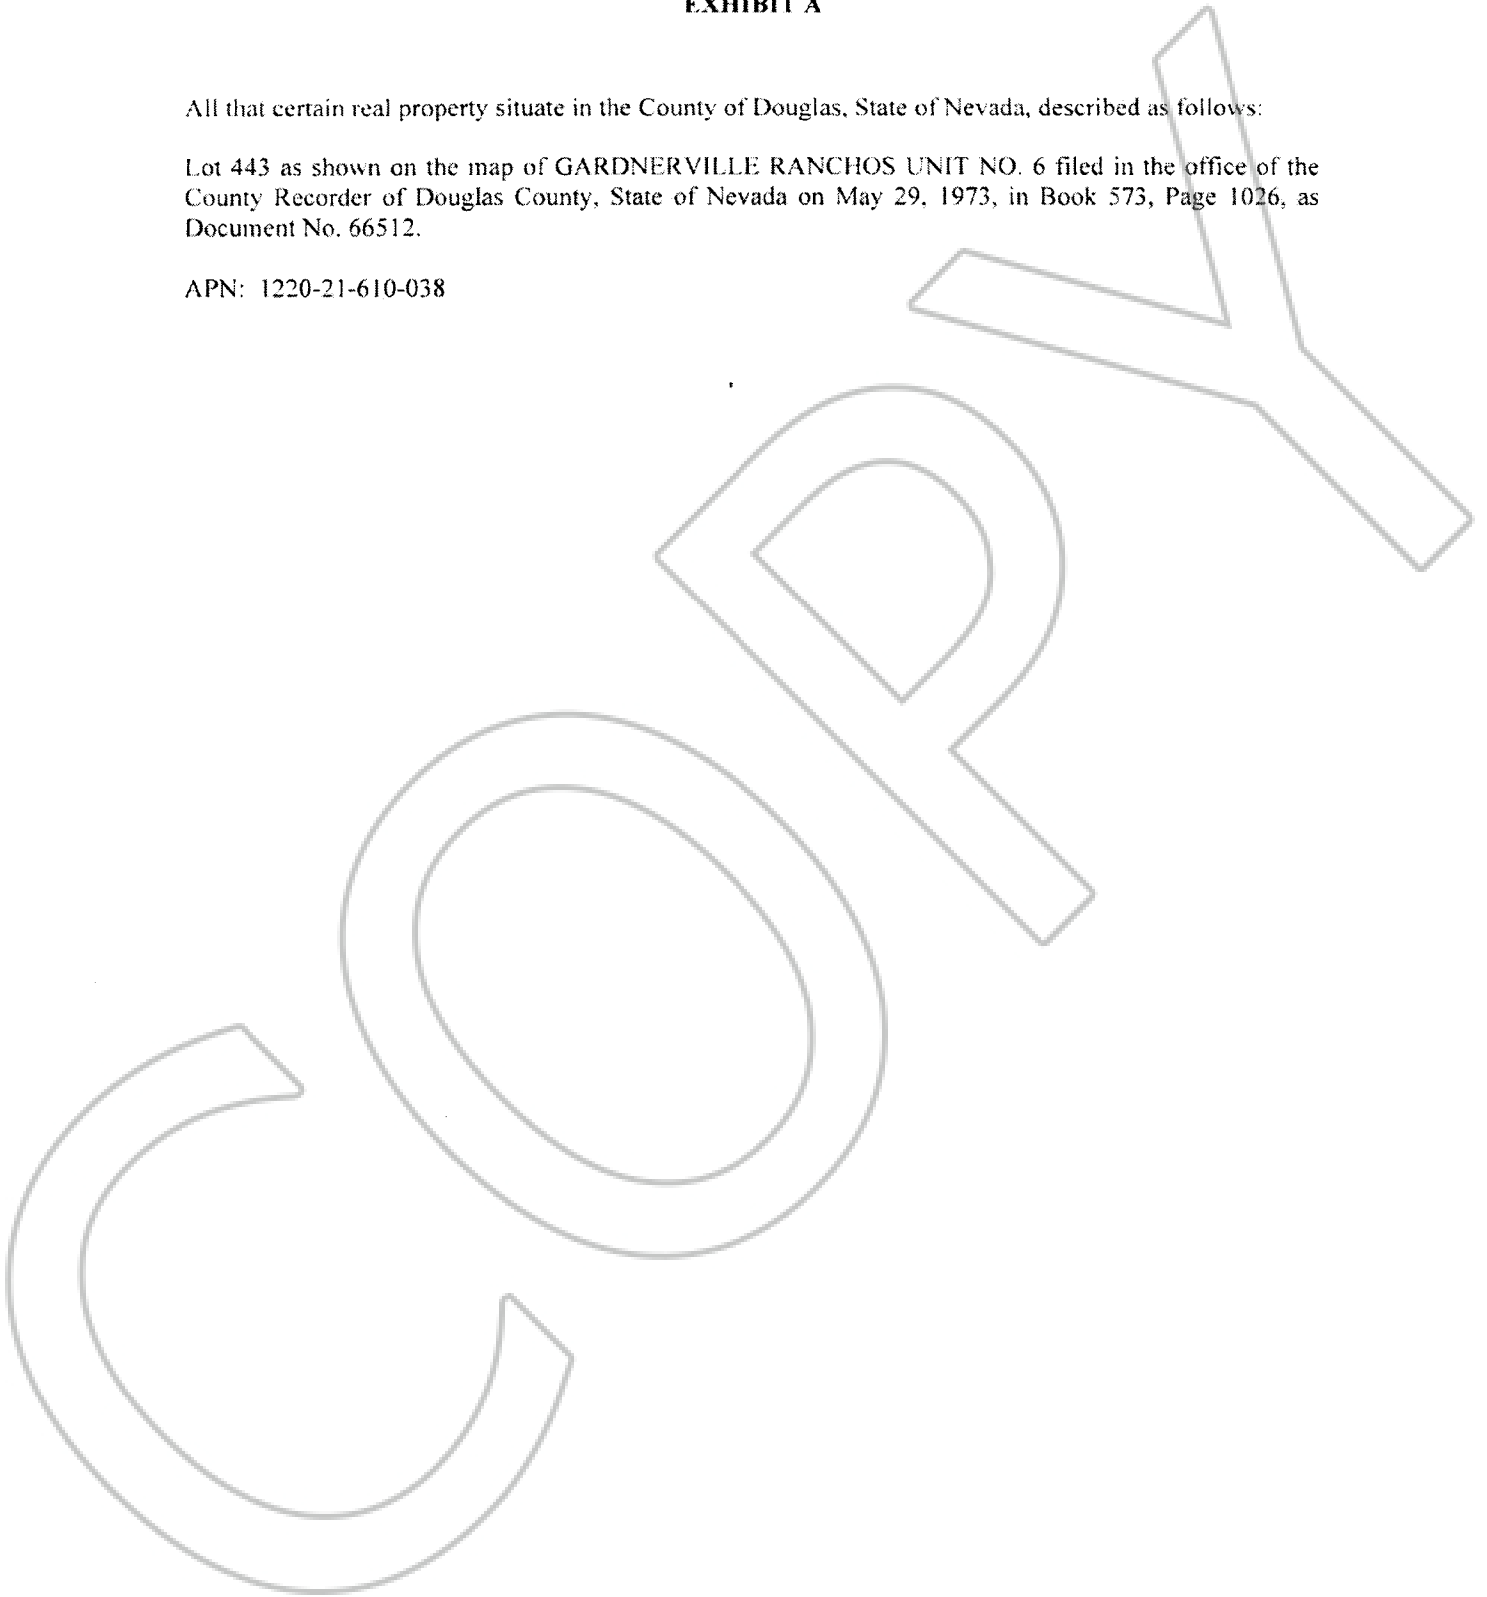 EXHIBIT A
All that certain real property situate in the County of Douglas, State of Nevada, described as follows:
Lot 443 as shown on the map of GARDNERVILLE RANCHOS UNIT NO. 6 filed in the office of the
County Recorder of Douglas County, State of Nevada on May 29, 1973, in Book 573, Page 1026, as
Document No. 66512.
APN: 1220-21-610-038
COPY